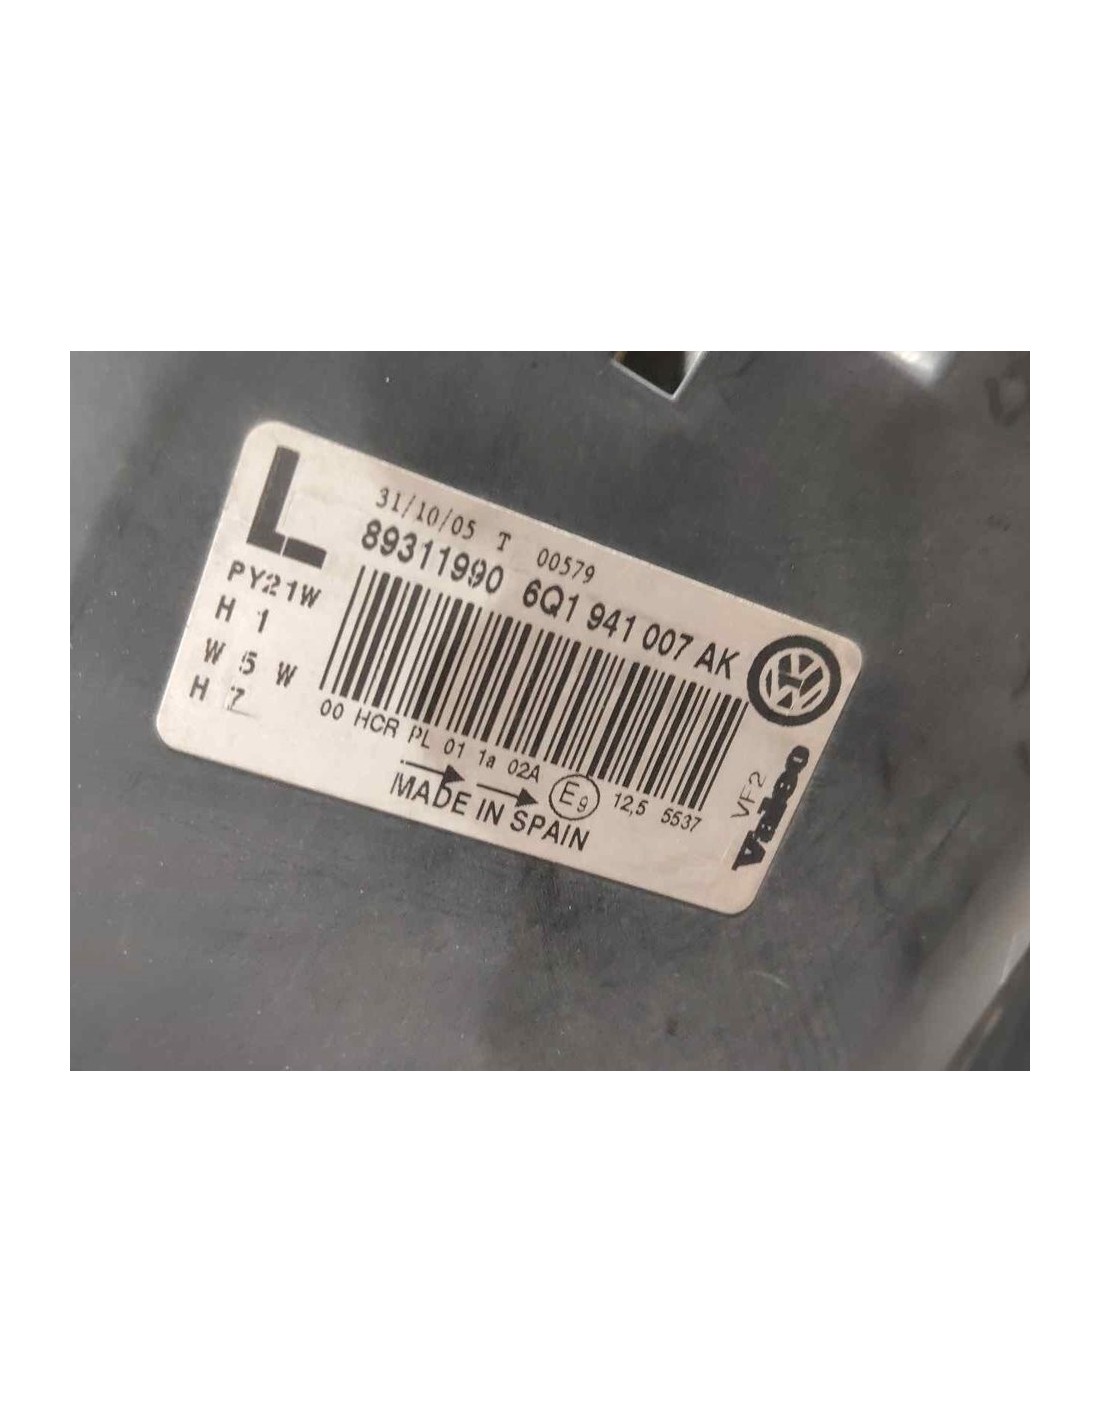 L
31/10/05 T 00579
89311990 6Q1 941 007 AK
PY21W
H 1
W 5 W
H 7
00 HCR PL 01 1a 02A E9 12,5 5537
MADE IN SPAIN
VF2
Valeo